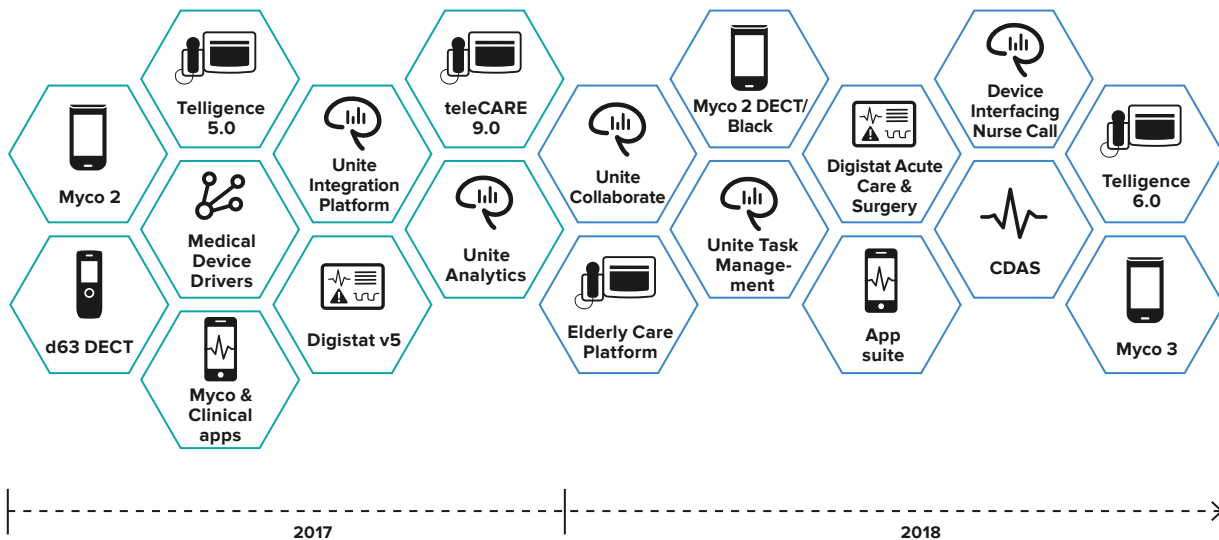 Myco 2
d63 DECT
Telligence
5.0
Medical
Device
Drivers
Myco &
Clinical
apps
Unite
Integration
Platform
Digistat v5
teleCARE
9.0
Unite
Analytics
Unite
Collaborate
Elderly Care
Platform
Myco 2 DECT/
Black
Unite Task
Manage-
ment
Digistat Acute
Care &
Surgery
App
suite
Device
Interfacing
Nurse Call
CDAS
Telligence
6.0
Myco 3
2017
2018